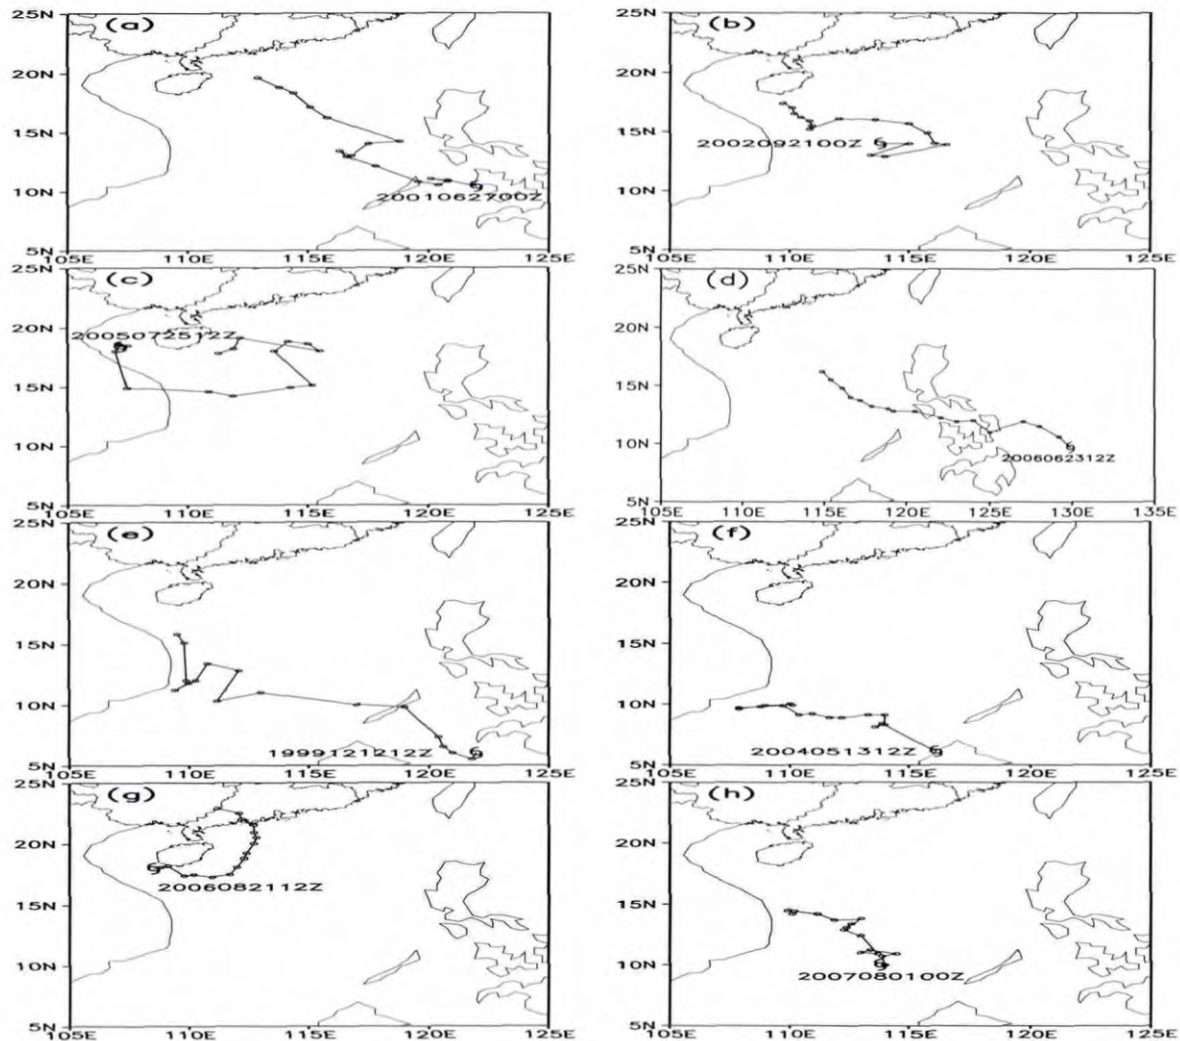 (a)
25N
20N
15N
10N
5N
2001062700Z
105E 110E 115E 120E 125E
(b)
25N
20N
15N
10N
5N
2002092100Z
105E 110E 115E 120E 125E
(c)
25N
20N
15N
10N
5N
2005072512Z
105E 110E 115E 120E 125E
(d)
25N
20N
15N
10N
5N
2006062312Z
105E 110E 115E 120E 125E 130E 135E
(e)
25N
20N
15N
10N
5N
1999121212Z
105E 110E 115E 120E 125E
(f)
25N
20N
15N
10N
5N
2004051312Z
105E 110E 115E 120E 125E
(g)
25N
20N
15N
10N
5N
2006082112Z
105E 110E 115E 120E 125E
(h)
25N
20N
15N
10N
5N
2007080100Z
105E 110E 115E 120E 125E